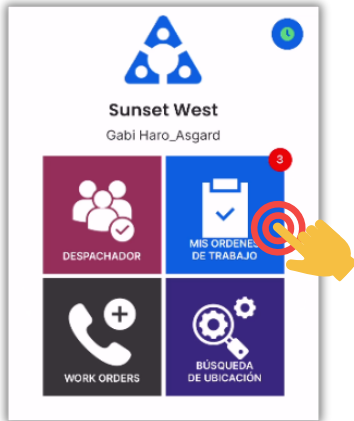 Sunset West
Gabi Haro_Asgard
3
DESPACHADOR
MIS ORDENES
DE TRABAJO
WORK ORDERS
BÚSQUEDA
DE UBICACIÓN